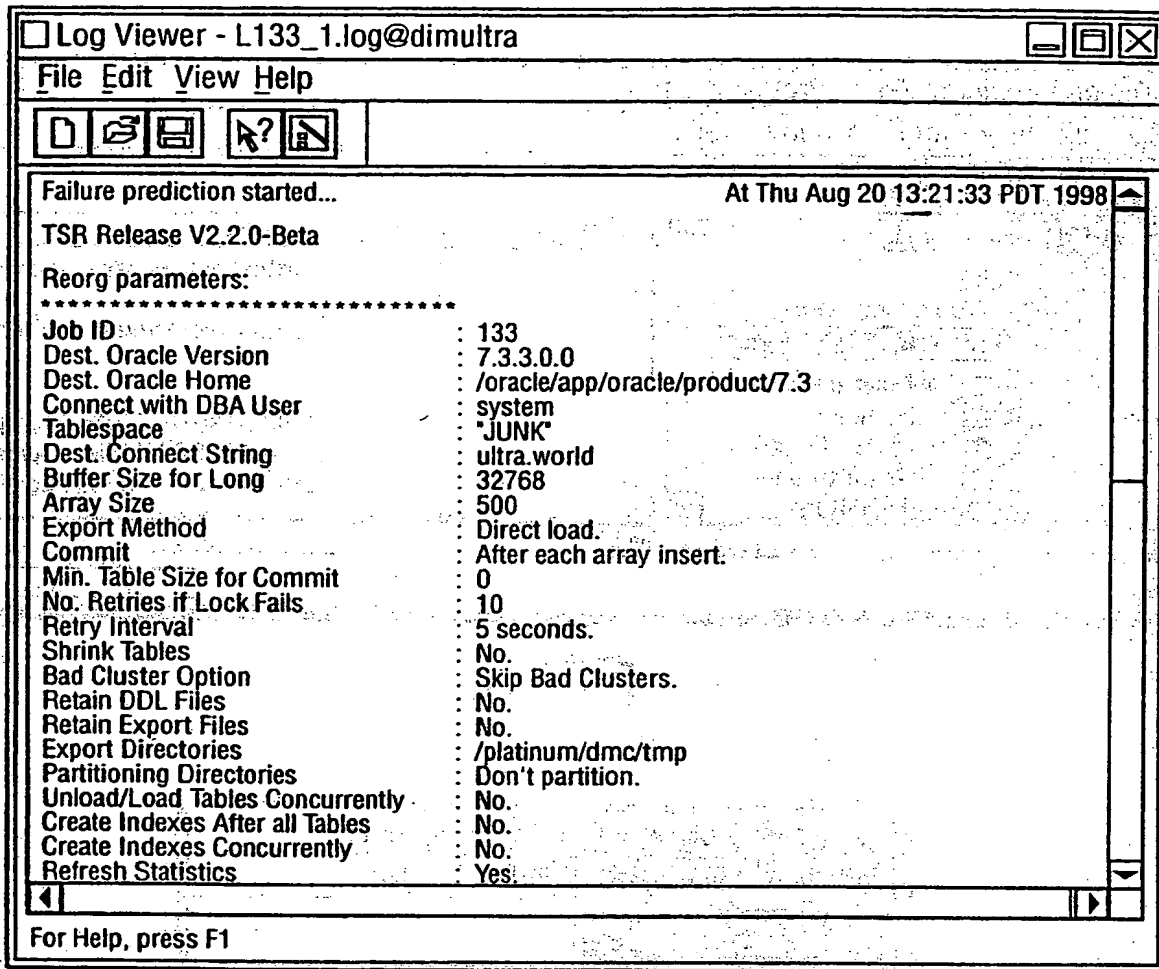 Log Viewer - L133_1.log@dimultra
File Edit View Help
Failure prediction started... At Thu Aug 20 13:21:33 PDT 1998
TSR Release V2.2.0-Beta
Reorg parameters:
*******************************
Job ID : 133
Dest. Oracle Version : 7.3.3.0.0
Dest. Oracle Home : /oracle/app/oracle/product/7.3
Connect with DBA User : system
Tablespace : "JUNK"
Dest. Connect String : ultra.world
Buffer Size for Long : 32768
Array Size : 500
Export Method : Direct load.
Commit : After each array insert.
Min. Table Size for Commit : 0
No. Retries if Lock Fails : 10
Retry Interval : 5 seconds.
Shrink Tables : No.
Bad Cluster Option : Skip Bad Clusters.
Retain DDL Files : No.
Retain Export Files : No.
Export Directories : /platinum/dmc/tmp
Partitioning Directories : Don't partition.
Unload/Load Tables Concurrently : No.
Create Indexes After all Tables : No.
Create Indexes Concurrently : No.
Refresh Statistics : Yes.
For Help, press F1